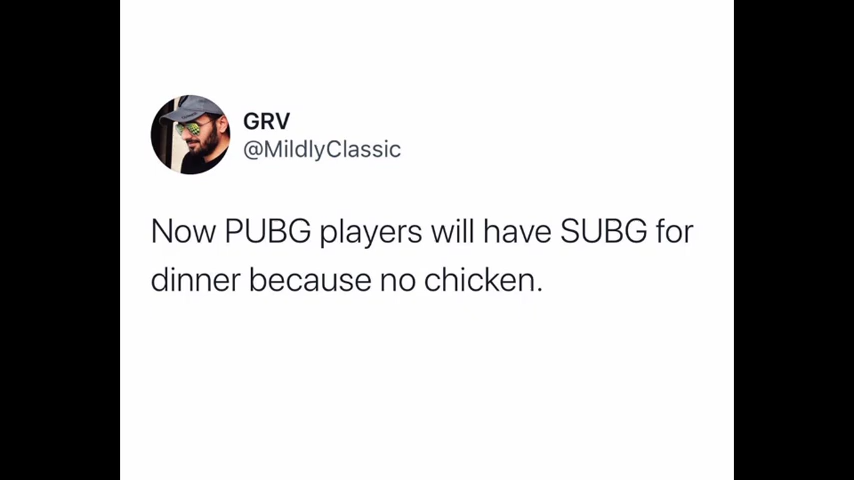 GRV
@MildlyClassic
Now PUBG players will have SUBG for
dinner because no chicken.